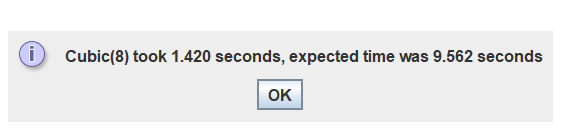 Cubic(8) took 1.420 seconds, expected time was 9.562 seconds
OK